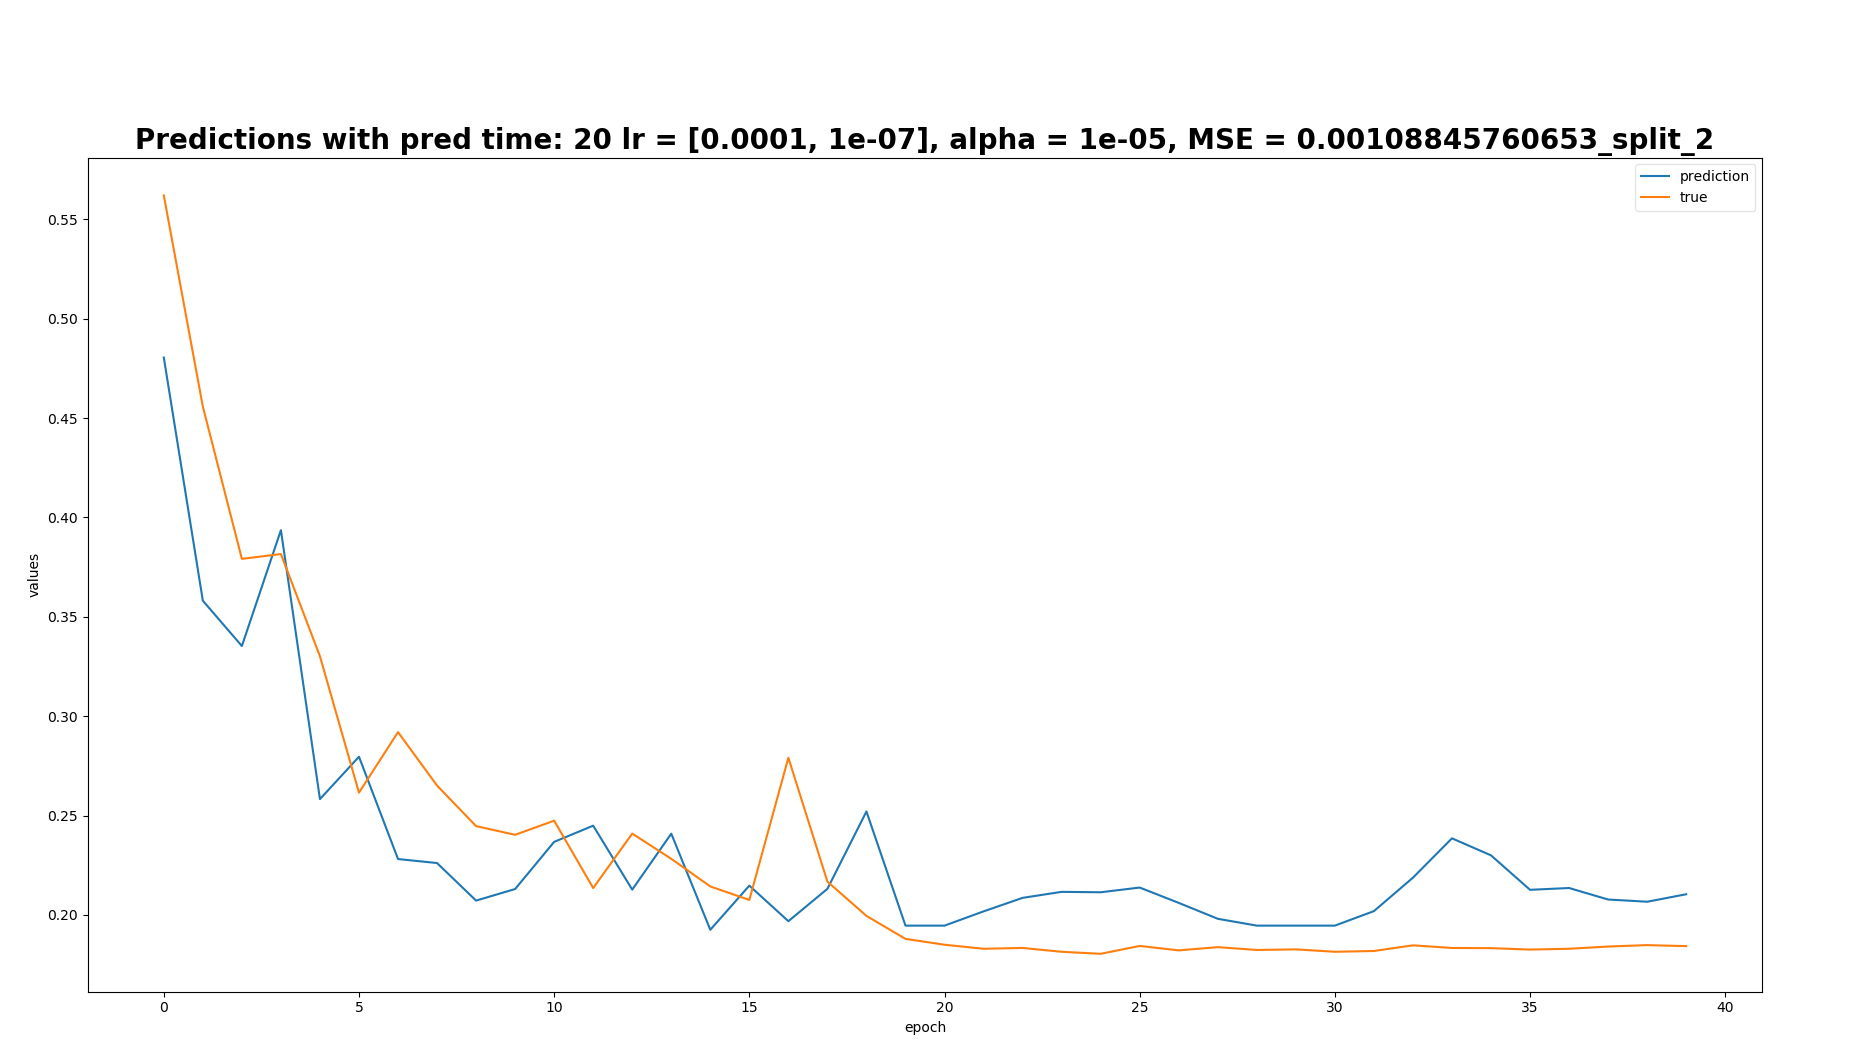 Predictions with pred time: 20 lr = [0.0001, 1e-07], alpha = 1e-05, MSE = 0.00108845760653_split_2
prediction
true
0.55
0.50
0.45
0.40
0.35
0.30
0.25
0.20
values
0 5 10 15 20 25 30 35 40
epoch